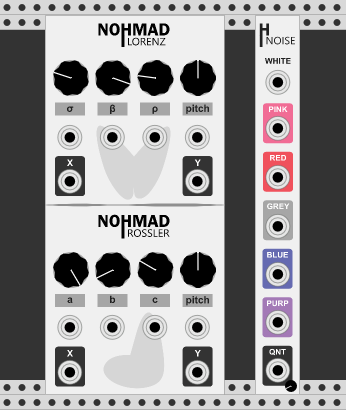 NOHMAD
LORENZ
σ β ρ pitch
X Y
NOHMAD
ROSSLER
a b c pitch
X Y
H
NOISE
WHITE
PINK
RED
GREY
BLUE
PURP
QNT